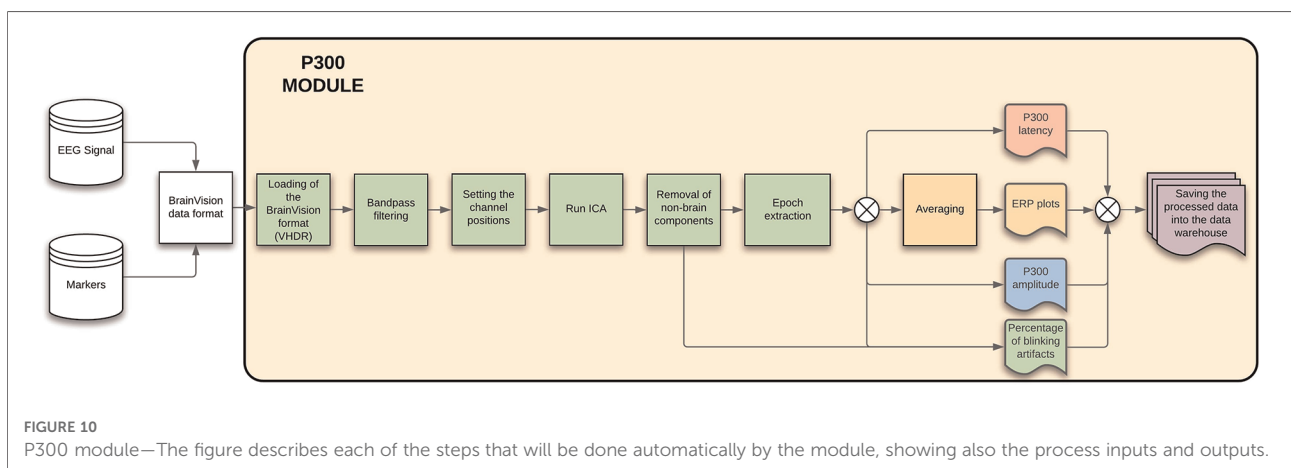 P300
MODULE
EEG Signal
Markers
BrainVision
data format
Loading of
the
BrainVision
format
(VHDR)
Bandpass
filtering
Setting the
channel
positions
Run ICA
Removal of
non-brain
components
Epoch
extraction
Averaging
P300
latency
ERP plots
P300
amplitude
Percentage
of blinking
artifacts
Saving the
processed data
into the data
warehouse
FIGURE 10
P300 module—The figure describes each of the steps that will be done automatically by the module, showing also the process inputs and outputs.